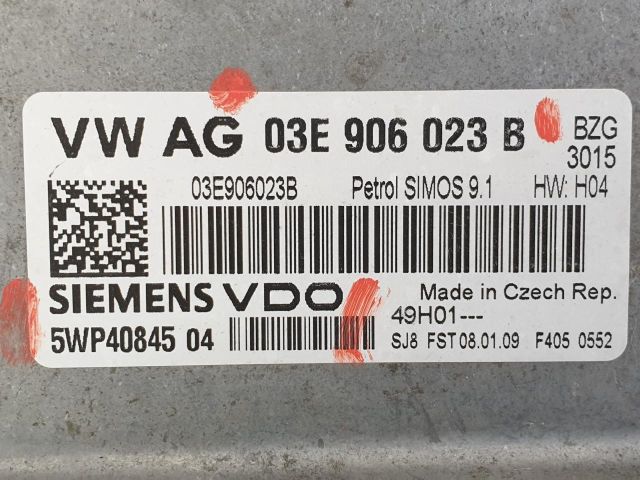 VW AG 03E 906 023 B BZG
3015
03E906023B Petrol SIMOS 9.1 HW: H04
SIEMENS VDO Made in Czech Rep.
49H01---
5WP40845 04 SJ8 FST 08.01.09 F405 0552